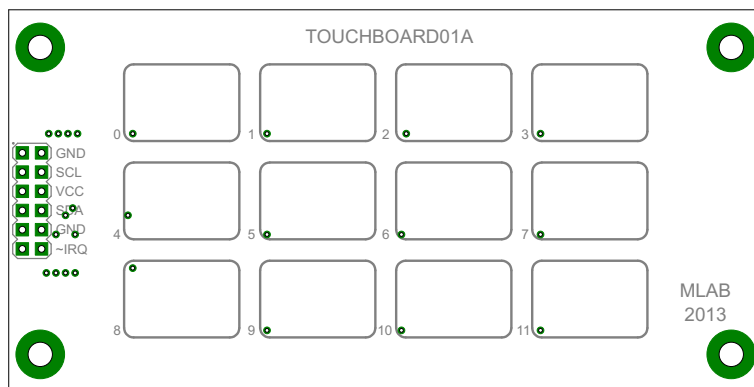 TOUCHBOARD01A
0
1
2
3
GND
SCL
VCC
SDA
GND
~IRQ
4
5
6
7
8
9
10
11
MLAB
2013